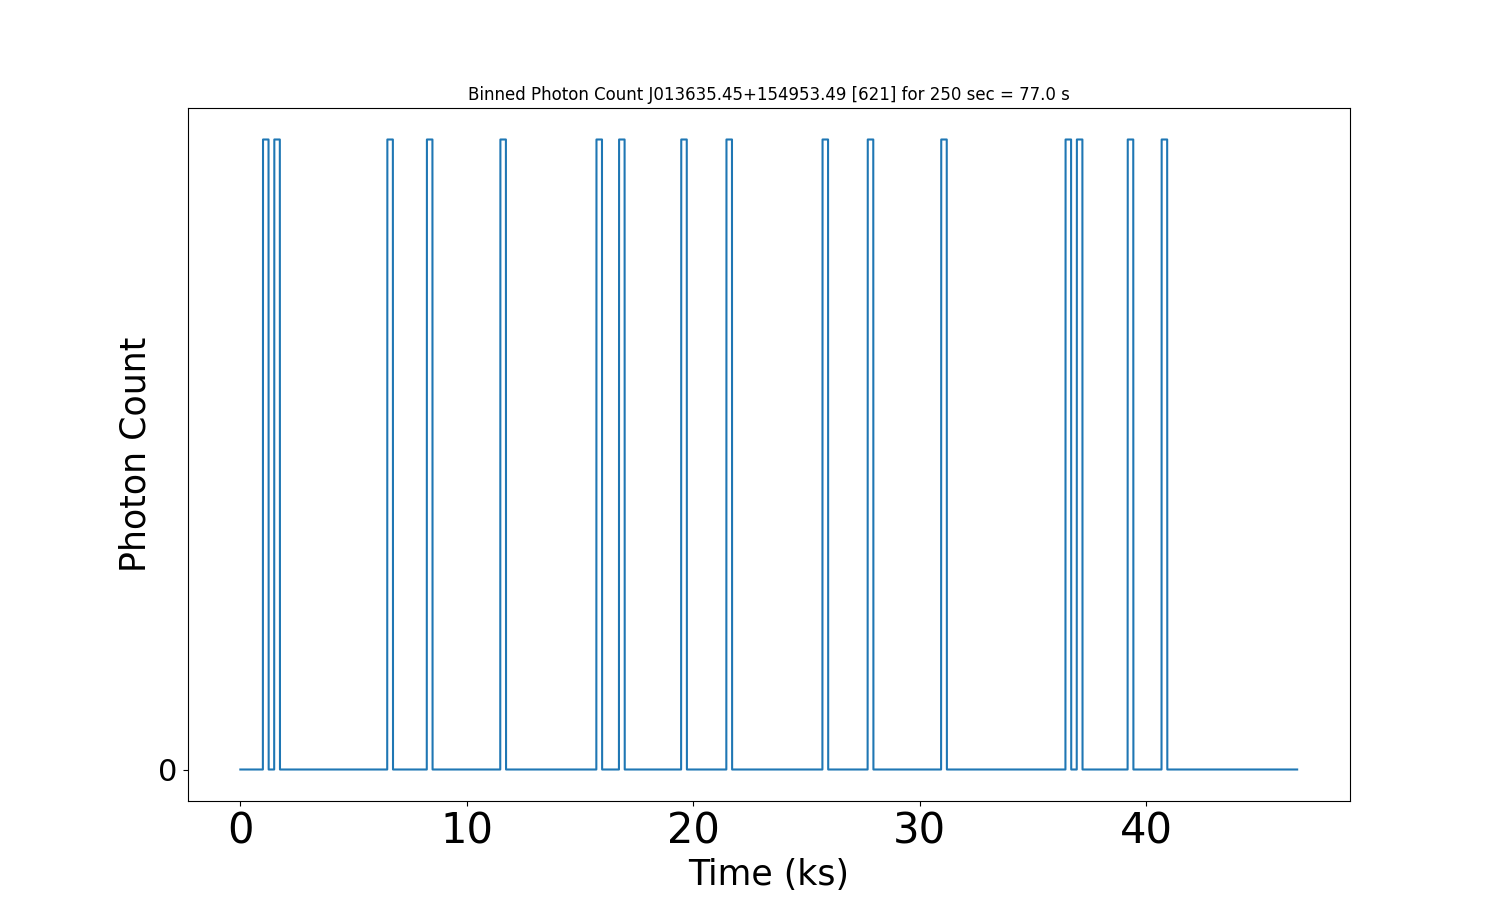 Binned Photon Count J013635.45+154953.49 [621] for 250 sec = 77.0 s
Photon Count
0
0 10 20 30 40
Time (ks)